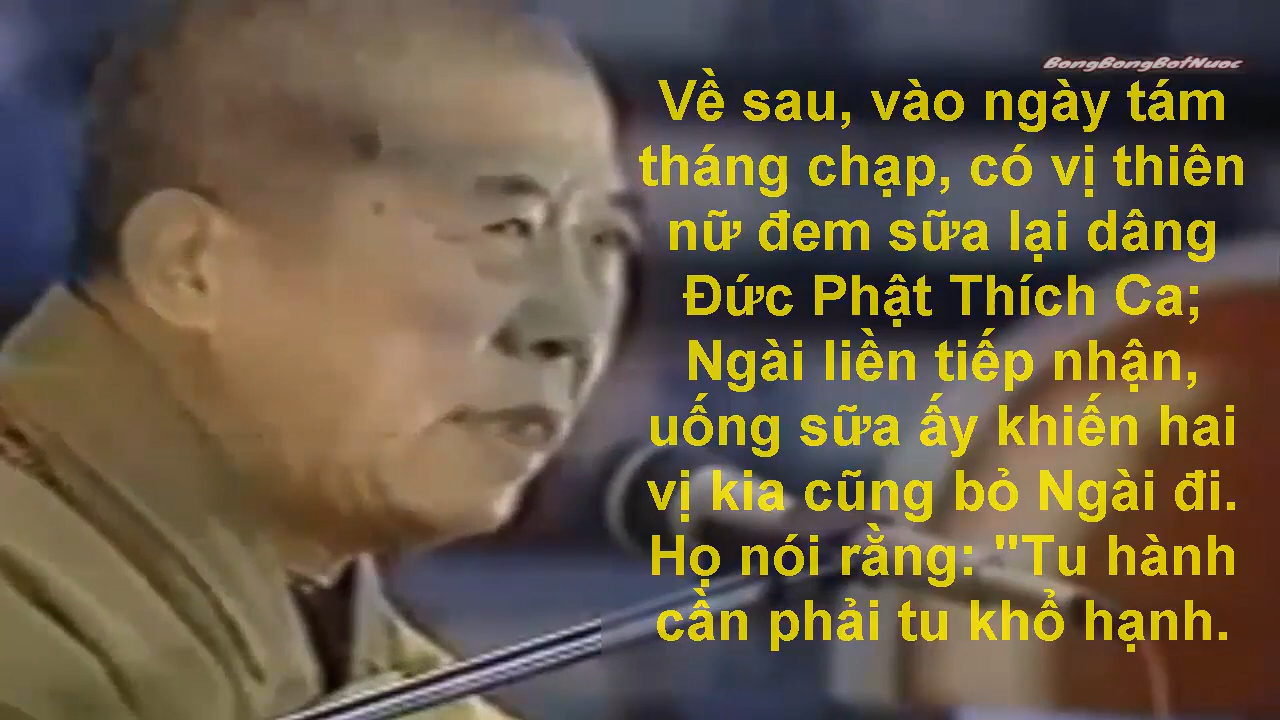 BongBongBotNuoc
Về sau, vào ngày tám
tháng chạp, có vị thiên
nữ đem sữa lại dâng
Đức Phật Thích Ca;
Ngài liền tiếp nhận,
uống sữa ấy khiến hai
vị kia cũng bỏ Ngài đi.
Họ nói rằng: "Tu hành
cần phải tu khổ hạnh.